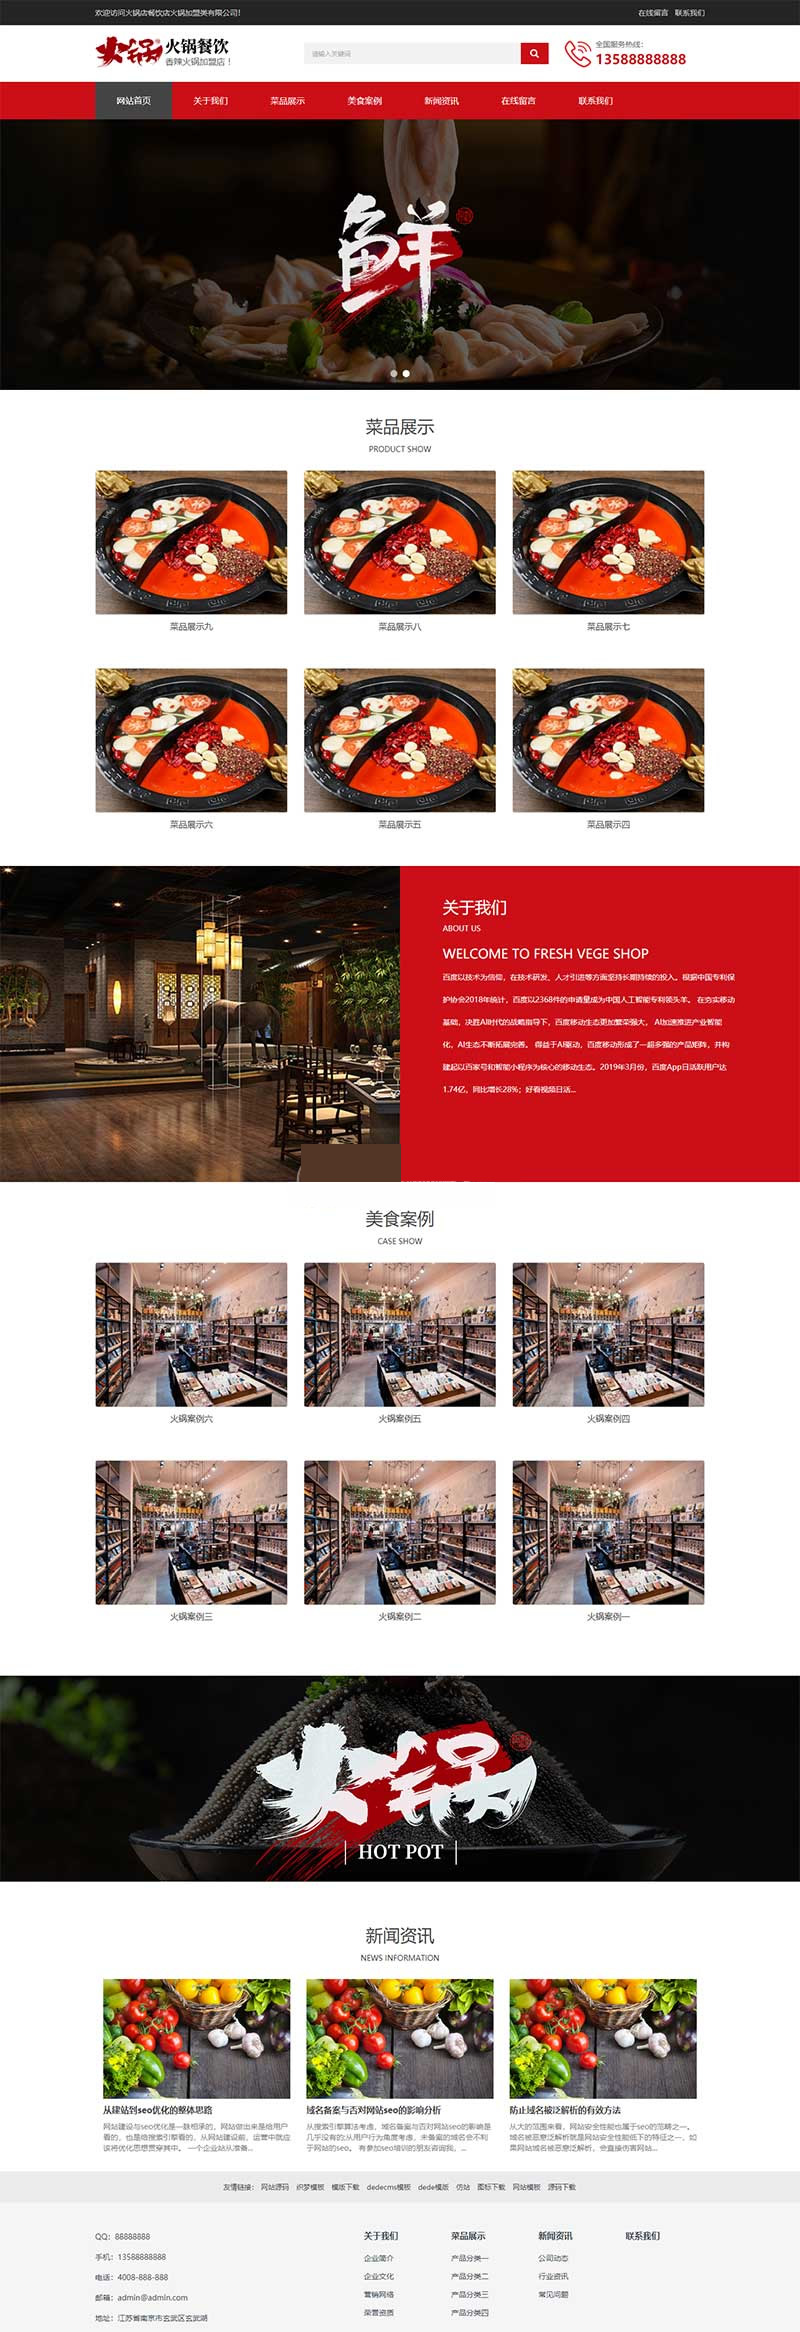 欢迎访问火锅店餐饮店火锅加盟类有限公司!
在线留言 联系我们
火锅
火锅餐饮
香辣火锅加盟店！
请输入关键词
全国服务热线：
13588888888
网站首页 关于我们 菜品展示 美食案例 新闻资讯 在线留言 联系我们
鲜
菜品展示
PRODUCT SHOW
菜品展示九 菜品展示八 菜品展示七
菜品展示六 菜品展示五 菜品展示四
关于我们
ABOUT US
WELCOME TO FRESH VEGE SHOP
百度以技术为信仰，在技术研发、人才引进等方面坚持长期持续的投入。根据中国专利保
护协会2018年统计，百度以2368件的申请量成为中国人工智能专利领头羊。 在夯实移动
基础，决胜AI时代的战略指导下，百度移动生态更加繁荣强大， AI加速推进产业智能
化，AI生态不断拓展完善。 得益于AI驱动，百度移动形成了一超多强的产品矩阵，并构
建起以百家号和智能小程序为核心的移动生态。2019年3月份，百度App日活跃用户达
1.74亿，同比增长28%；好看视频日活...
美食案例
CASE SHOW
火锅案例六 火锅案例五 火锅案例四
火锅案例三 火锅案例二 火锅案例一
火锅
HOT POT
新闻资讯
NEWS INFORMATION
从建站到seo优化的整体思路
网站建设与seo优化是一脉相承的，网站做出来是给用户
看的，也是给搜索引擎看的，从网站建设前，运营中就应
该将优化思想贯穿其中。 一个企业站从准备...
域名备案与否对网站seo的影响分析
从搜索引擎算法考虑，域名备案与否对网站seo的影响是
几乎没有的;从用户行为角度考虑，未备案的域名会不利
于网站的seo。 有参加seo培训的朋友咨询我，...
防止域名被泛解析的有效方法
从大的范围来看，网站安全性能也属于seo的范畴之一。
域名被恶意泛解析就是网站安全性能低下的特征之一，如
果网站域名被恶意泛解析，会直接伤害网站...
友情链接： 网站源码 织梦模板 模版下载 dedecms模板 dede模版 仿站 图标下载 网站模板 源码下载
QQ：88888888
手机：13588888888
电话：4008-888-888
邮箱：admin@admin.com
地址：江苏省南京市玄武区玄武湖
关于我们
企业简介
企业文化
营销网络
荣誉资质
菜品展示
产品分类一
产品分类二
产品分类三
产品分类四
新闻资讯
公司动态
行业资讯
常见问题
联系我们